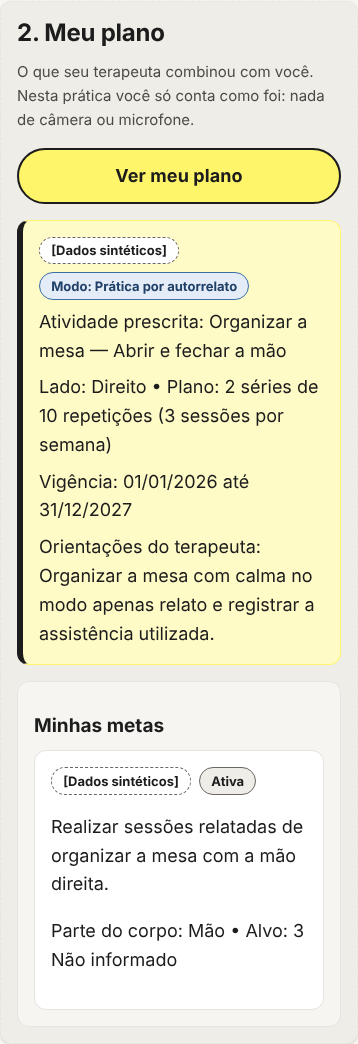 2. Meu plano
O que seu terapeuta combinou com você.
Nesta prática você só conta como foi: nada
de câmera ou microfone.
Ver meu plano
[Dados sintéticos]
Modo: Prática por autorrelato
Atividade prescrita: Organizar a
mesa — Abrir e fechar a mão
Lado: Direito • Plano: 2 séries de
10 repetições (3 sessões por
semana)
Vigência: 01/01/2026 até
31/12/2027
Orientações do terapeuta:
Organizar a mesa com calma no
modo apenas relato e registrar a
assistência utilizada.
Minhas metas
[Dados sintéticos] Ativa
Realizar sessões relatadas de
organizar a mesa com a mão
direita.
Parte do corpo: Mão • Alvo: 3
Não informado